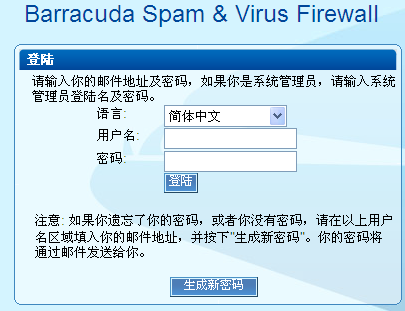 Barracuda Spam & Virus Firewall
登陆
请输入你的邮件地址及密码，如果你是系统管理员，请输入系统
管理员登陆名及密码。
语言: 简体中文
用户名:
密码:
登陆
注意: 如果你遗忘了你的密码，或者你没有密码，请在以上用户
名区域填入你的邮件地址，并按下"生成新密码"。你的密码将
通过邮件发送给你。
生成新密码